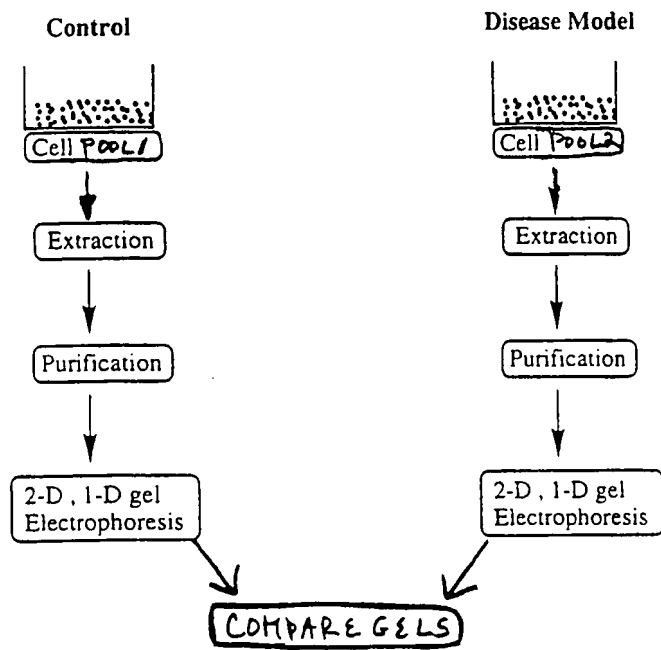 Control
Disease Model
Cell POOL1
Cell POOL2
Extraction
Extraction
Purification
Purification
2-D , 1-D gel
Electrophoresis
2-D , 1-D gel
Electrophoresis
COMPARE GELS